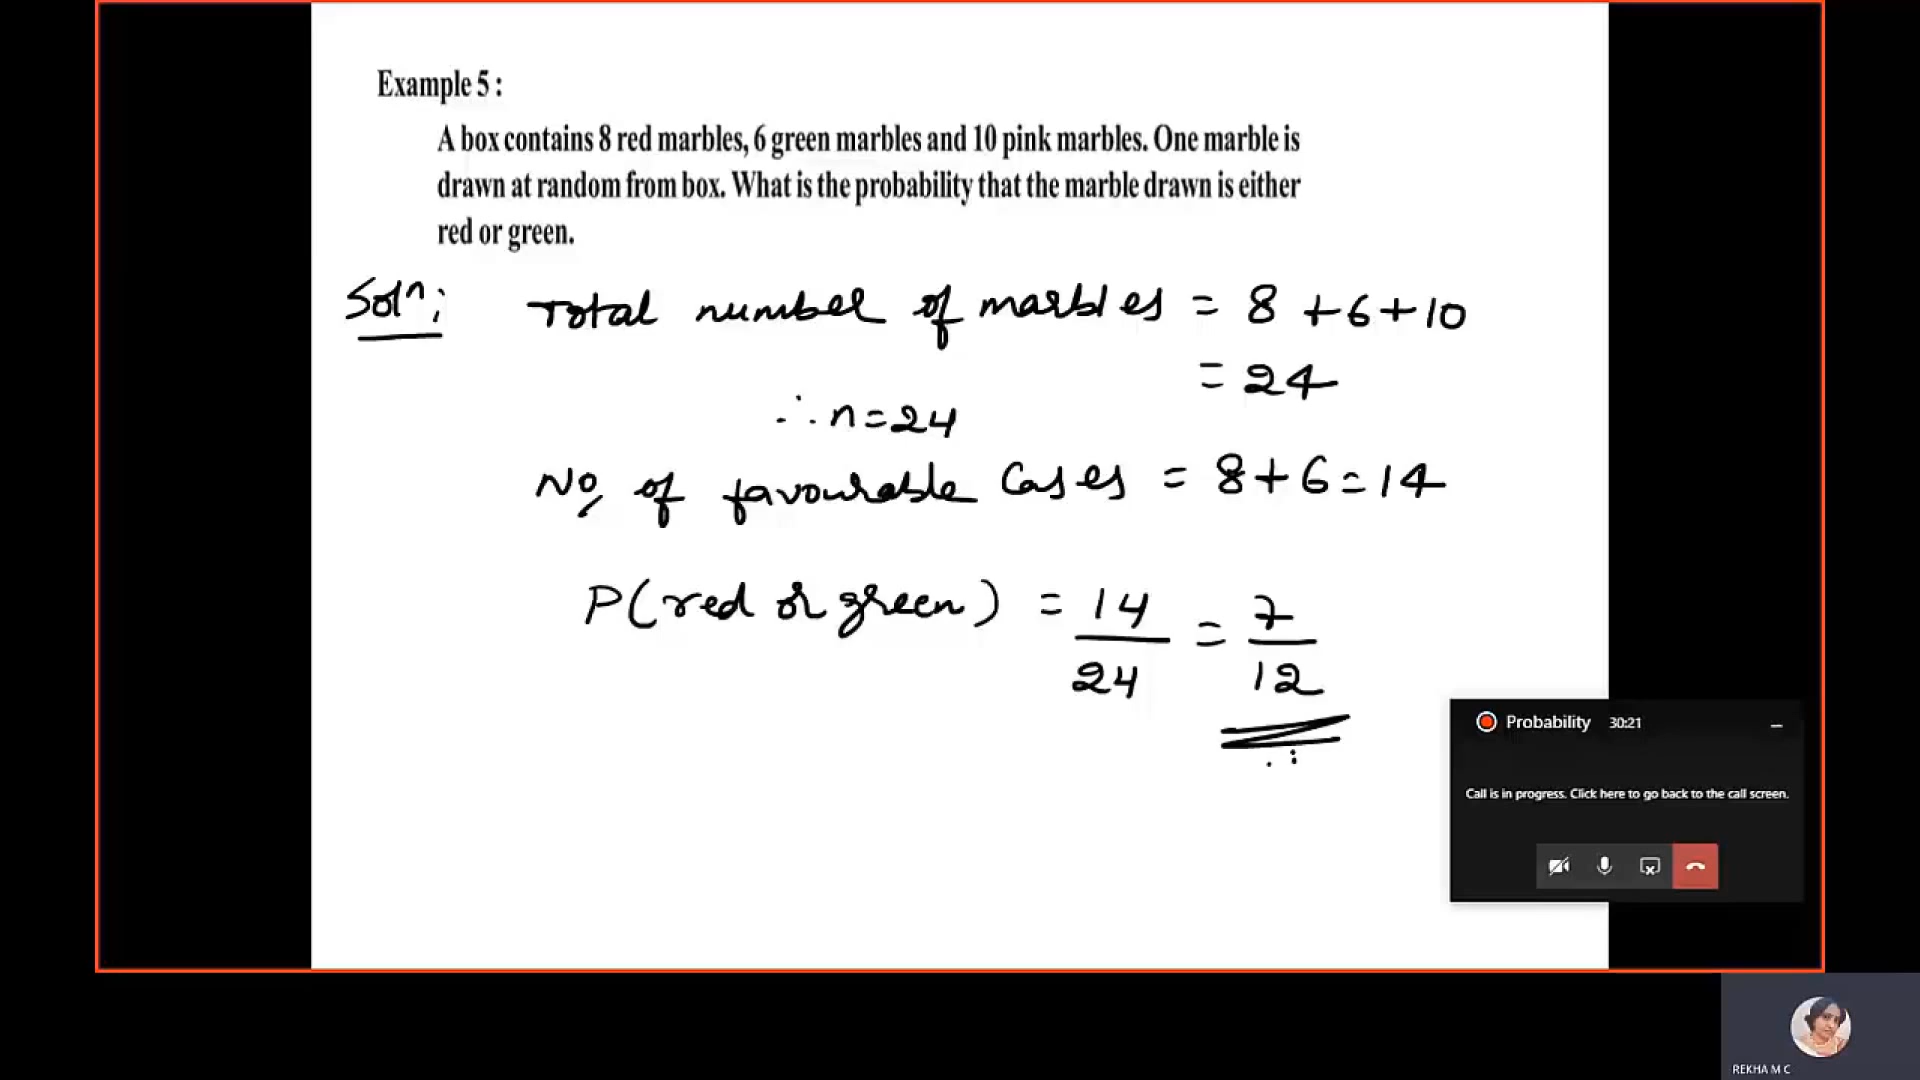 Example 5 :
A box contains 8 red marbles, 6 green marbles and 10 pink marbles. One marble is
drawn at random from box. What is the probability that the marble drawn is either
red or green.
Soln: Total number of marbles = 8 + 6 + 10
= 24
∴ n = 24
No. of favourable cases = 8 + 6 = 14
P(red or green) = 14/24 = 7/12
Probability 30:21
Call is in progress. Click here to go back to the call screen.
REKHA M C